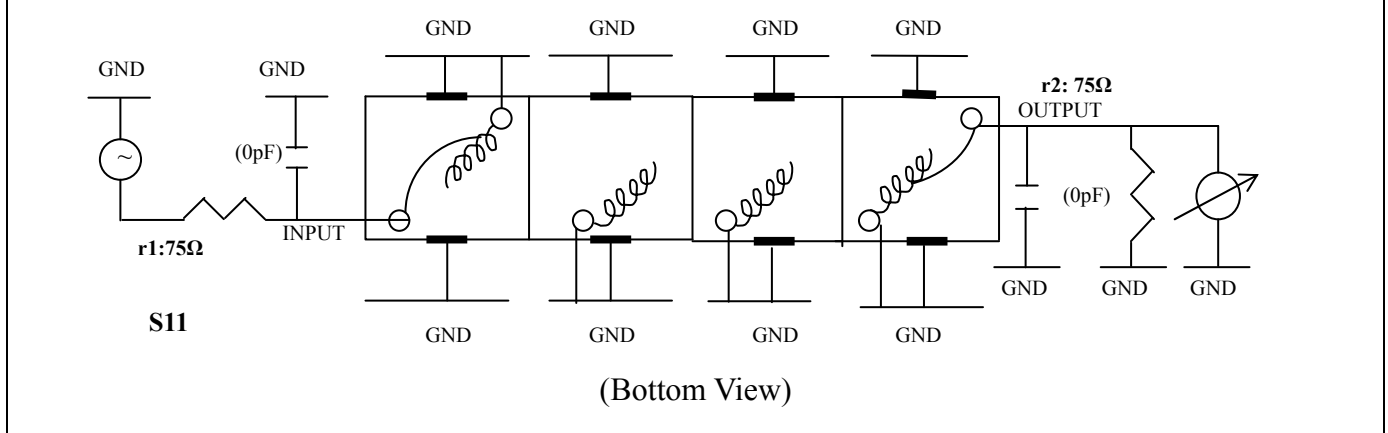 GND GND GND GND
GND GND
r2: 75Ω
OUTPUT
~
(0pF)
(0pF)
INPUT
r1:75Ω
GND GND GND
S11
GND GND GND GND
(Bottom View)